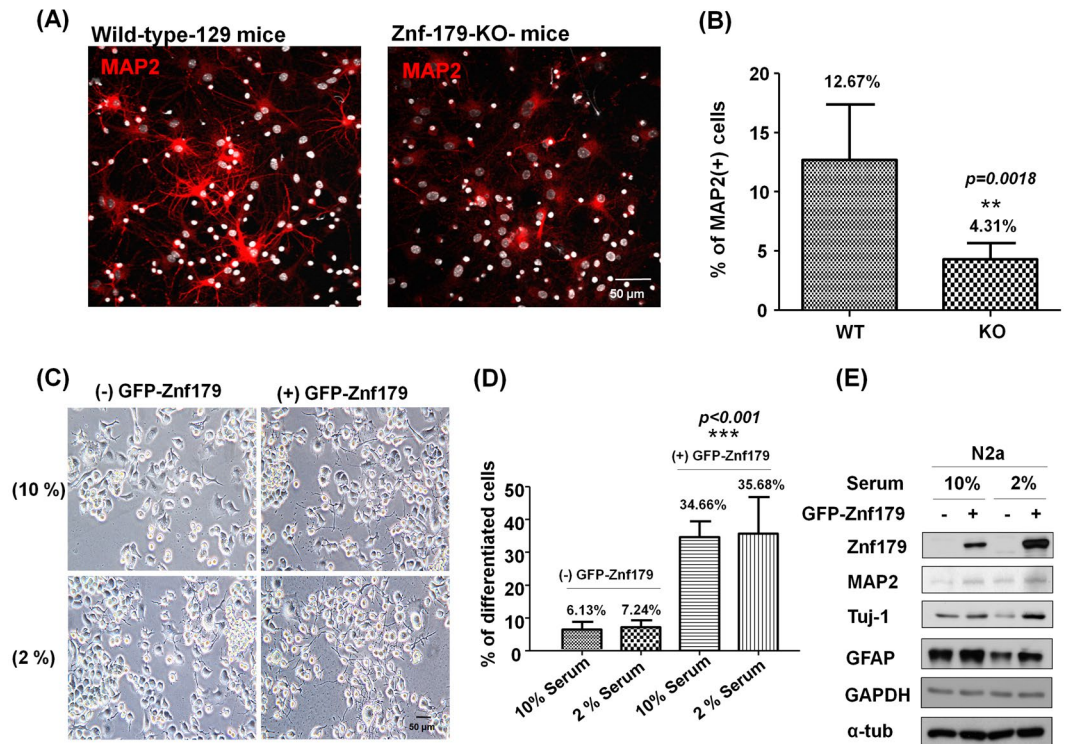 (A)
Wild-type-129 mice
MAP2
Znf-179-KO- mice
MAP2
50 µm
(B)
% of MAP2(+) cells
20
15
10
5
0
12.67%
p=0.0018
**
4.31%
WT
KO
(C)
(-) GFP-Znf179
(+) GFP-Znf179
(10 %)
(2 %)
50 µm
(D)
% of differentiated cells
50
40
30
20
10
0
p<0.001
***
(+) GFP-Znf179
34.66%
35.68%
(-) GFP-Znf179
6.13%
7.24%
10% Serum
2 % Serum
10% Serum
2 % Serum
(E)
N2a
Serum 10% 2%
GFP-Znf179 - + - +
Znf179
MAP2
Tuj-1
GFAP
GAPDH
α-tub